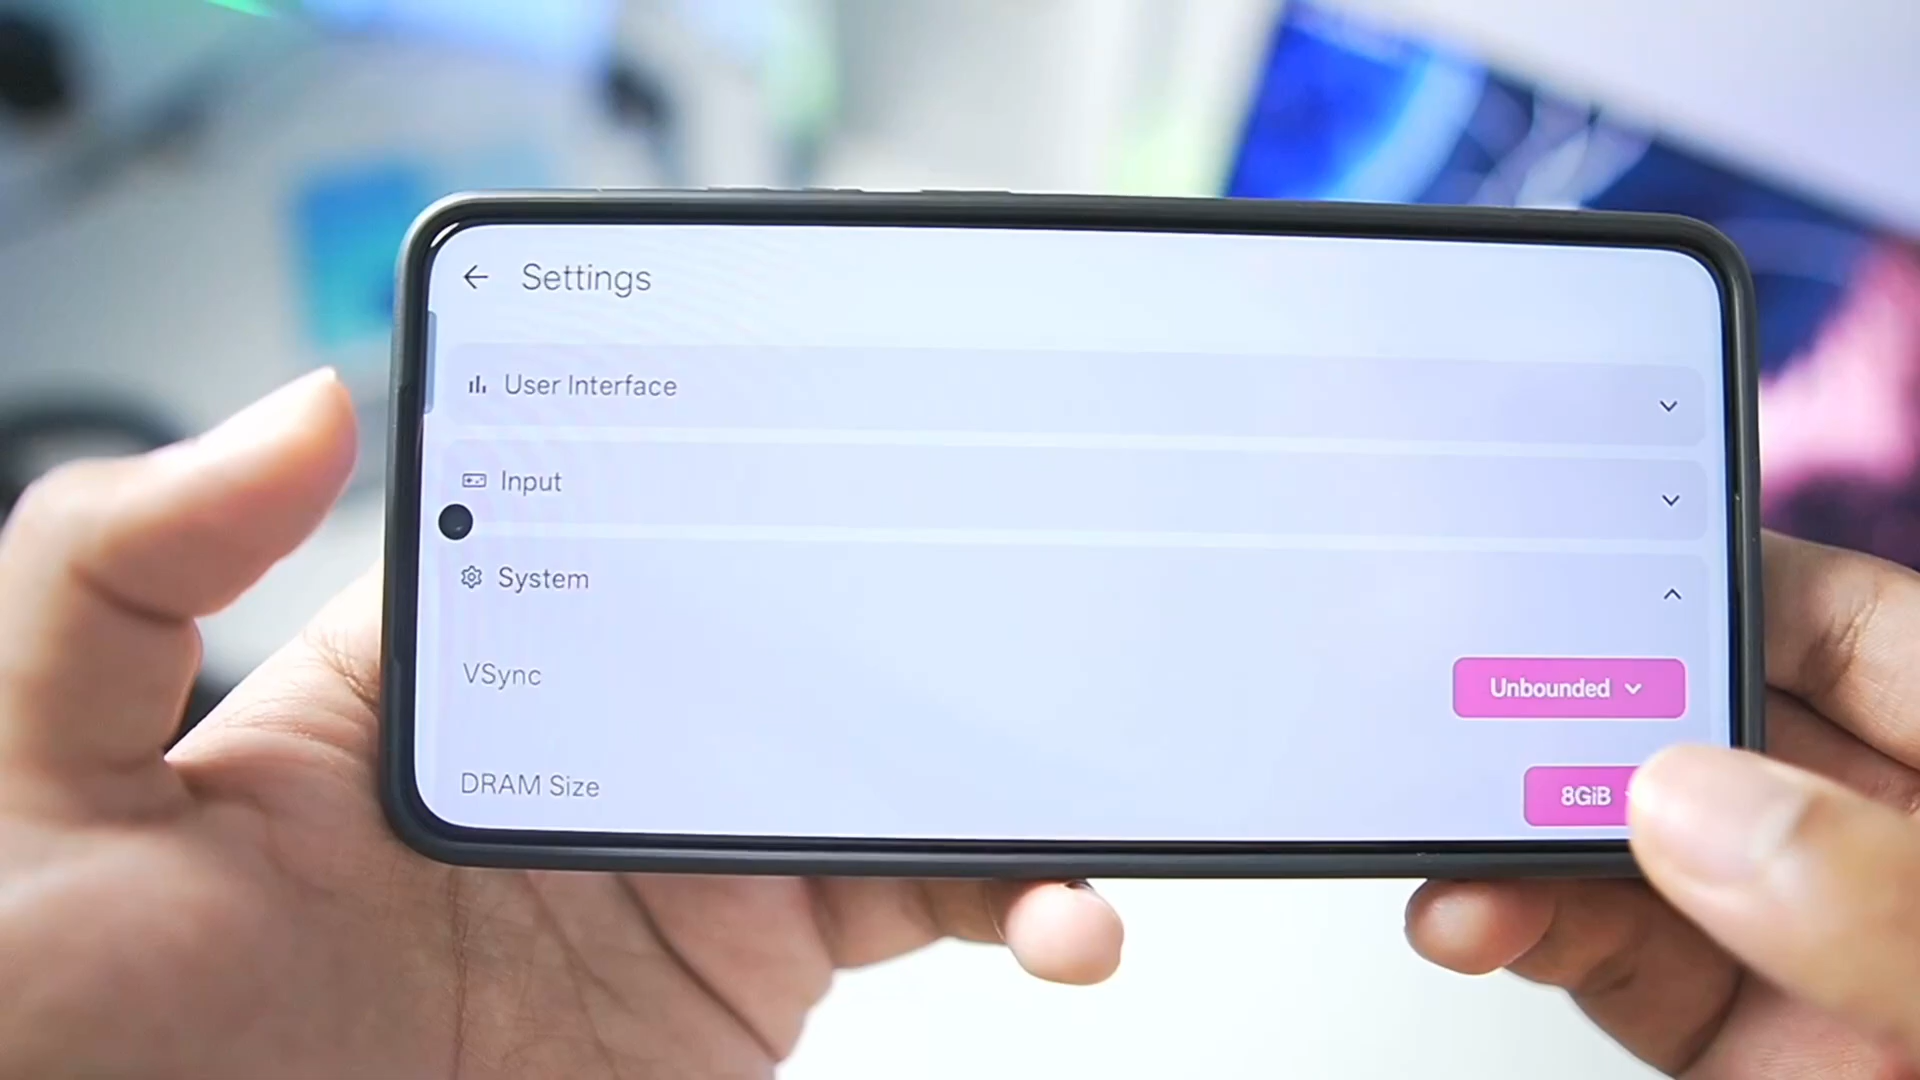 Settings
User Interface
Input
System
VSync
Unbounded
DRAM Size
8GiB